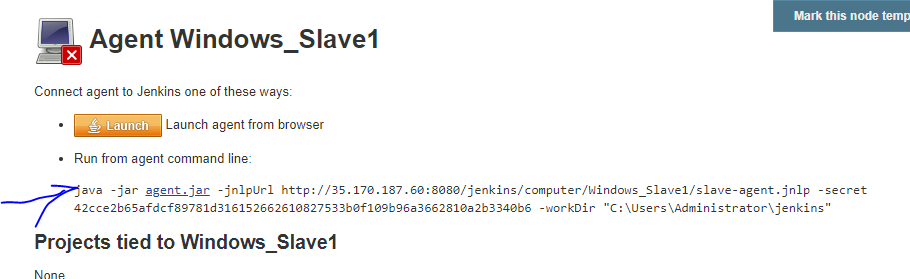 Mark this node temp
Agent Windows_Slave1
Connect agent to Jenkins one of these ways:
Launch Launch agent from browser
Run from agent command line:
java -jar agent.jar -jnlpUrl http://35.170.187.60:8080/jenkins/computer/Windows_Slave1/slave-agent.jnlp -secret
42cce2b65afdcf89781d316152662610827533b0f109b96a3662810a2b3340b6 -workDir "C:\Users\Administrator\jenkins"
Projects tied to Windows_Slave1
None